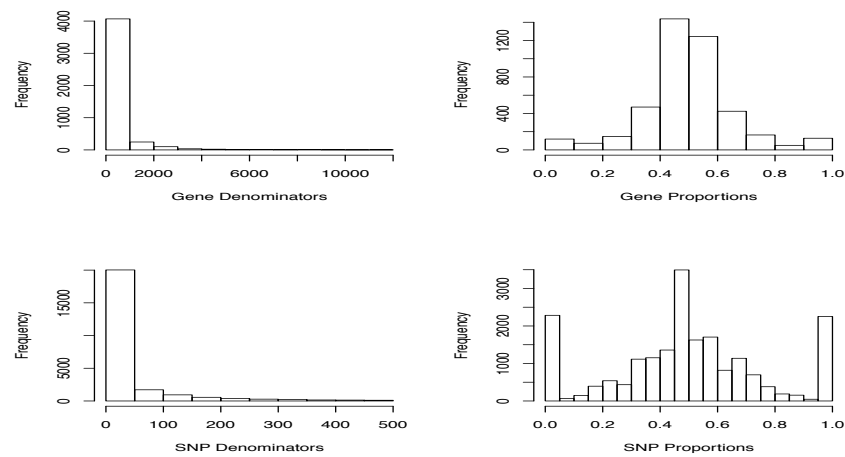 Frequency
0 1000 2000 3000 4000
0 2000 6000 10000
Gene Denominators
Frequency
0 400 800 1200
0.0 0.2 0.4 0.6 0.8 1.0
Gene Proportions
Frequency
0 5000 15000
0 100 200 300 400 500
SNP Denominators
Frequency
0 1000 2000 3000
0.0 0.2 0.4 0.6 0.8 1.0
SNP Proportions